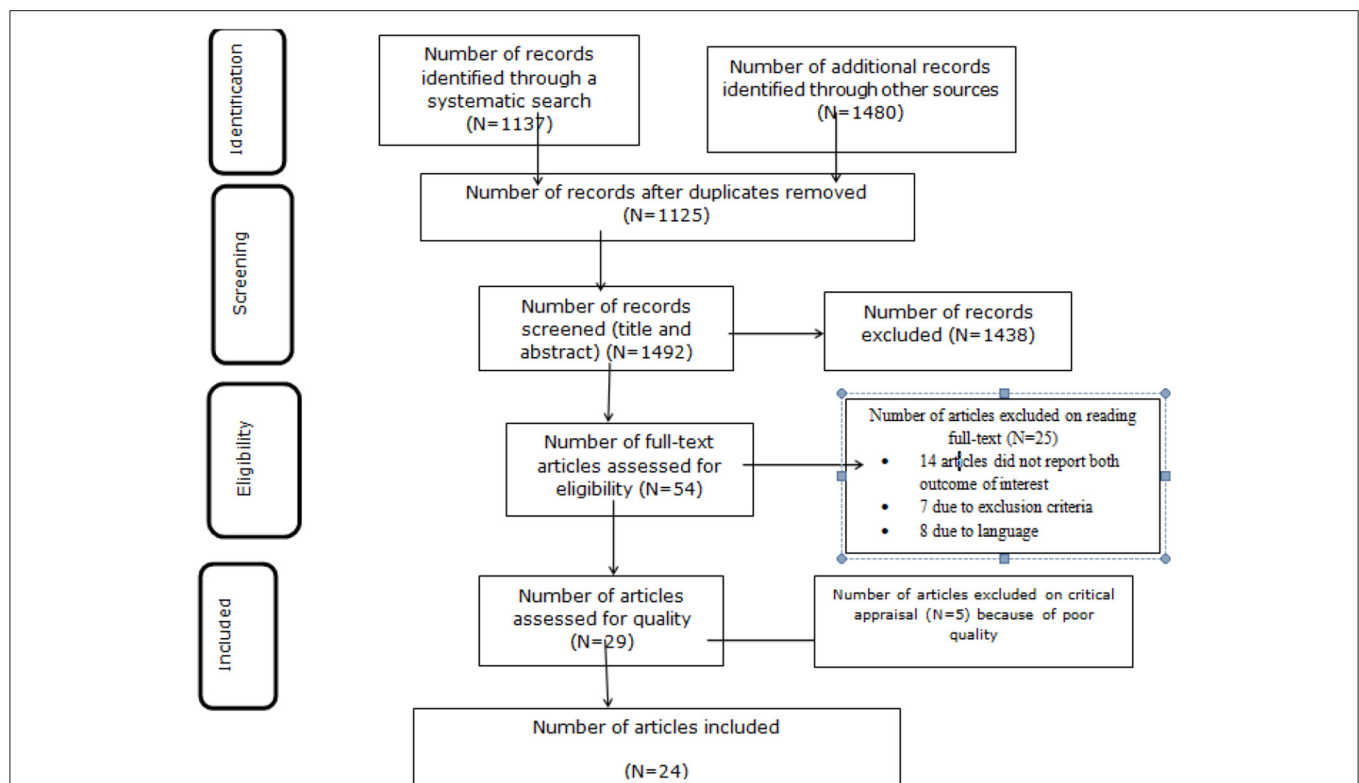 Identification
Number of records
identified through a
systematic search
(N=1137)
Number of additional records
identified through other sources
(N=1480)
Number of records after duplicates removed
(N=1125)
Screening
Number of records
screened (title and
abstract) (N=1492)
Number of records
excluded (N=1438)
Eligibility
Number of full-text
articles assessed for
eligibility (N=54)
Number of articles excluded on reading
full-text (N=25)
• 14 articles did not report both
outcome of interest
• 7 due to exclusion criteria
• 8 due to language
Included
Number of articles
assessed for quality
(N=29)
Number of articles excluded on critical
appraisal (N=5) because of poor
quality
Number of articles included
(N=24)